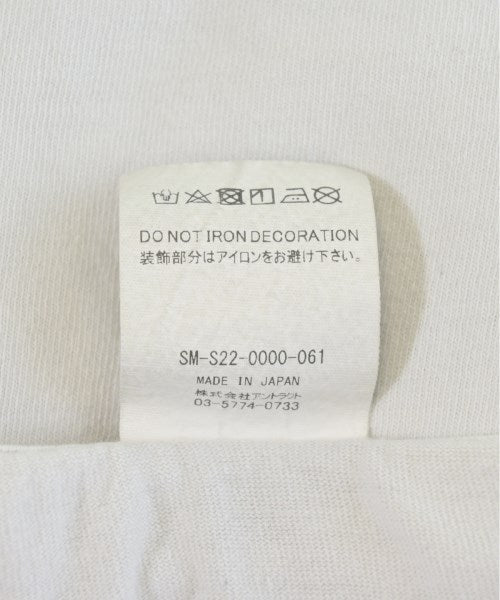 DO NOT IRON DECORATION
装飾部分はアイロンをお避け下さい。
SM-S22-0000-061
MADE IN JAPAN
株式会社アントラクト
03-5774-0733